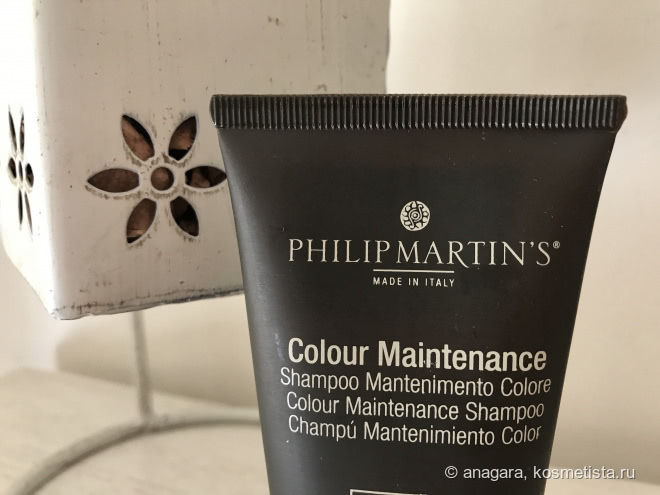 PHILIP MARTIN'S®
MADE IN ITALY
Colour Maintenance
Shampoo Mantenimento Colore
Colour Maintenance Shampoo
Champú Mantenimiento Color
© anagara, kosmetista.ru